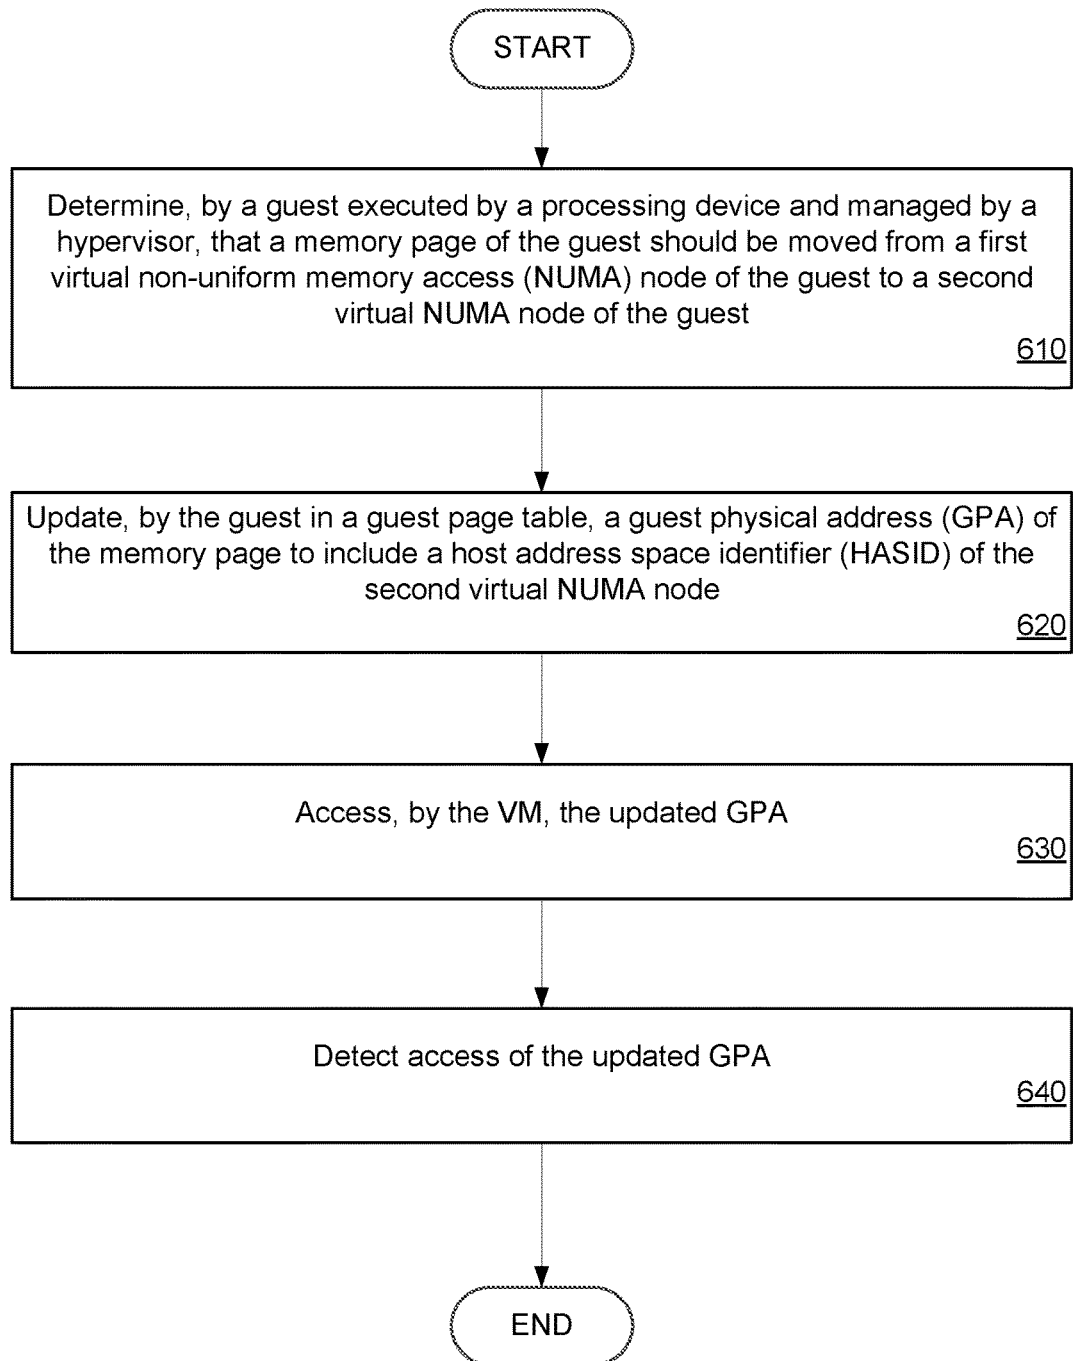 START
Determine, by a guest executed by a processing device and managed by a
hypervisor, that a memory page of the guest should be moved from a first
virtual non-uniform memory access (NUMA) node of the guest to a second
virtual NUMA node of the guest
610
Update, by the guest in a guest page table, a guest physical address (GPA) of
the memory page to include a host address space identifier (HASID) of the
second virtual NUMA node
620
Access, by the VM, the updated GPA
630
Detect access of the updated GPA
640
END